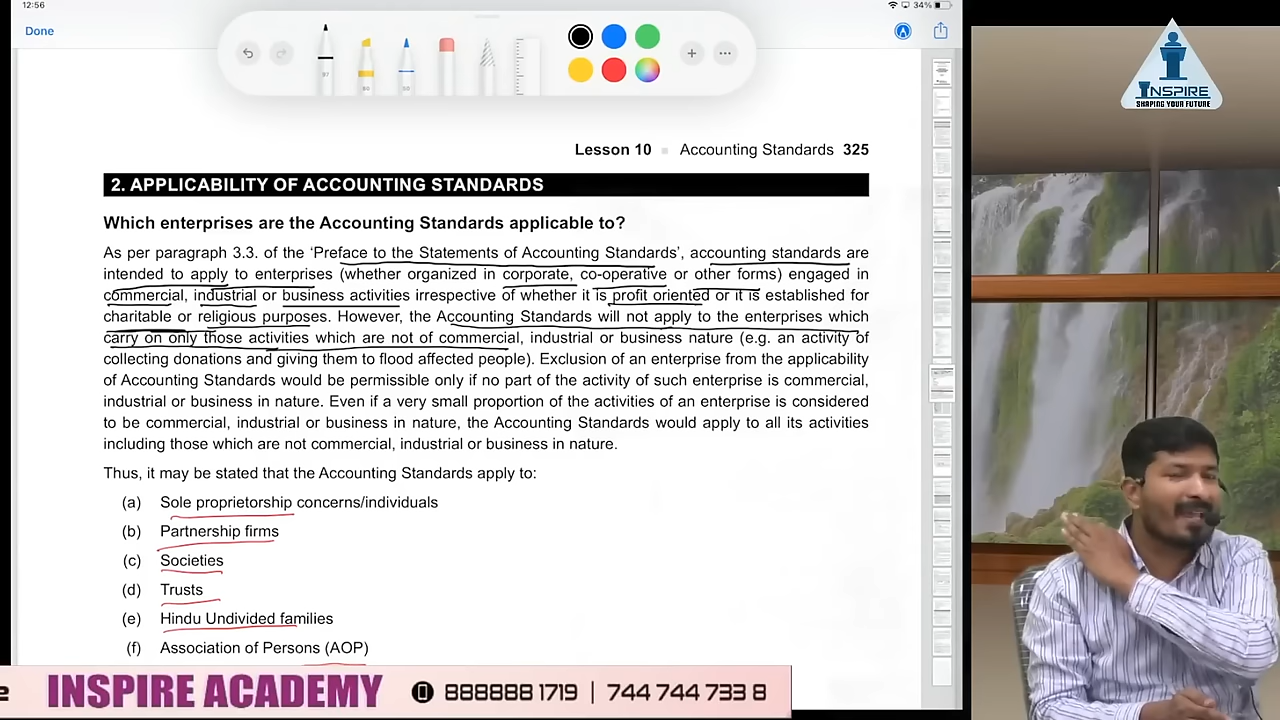 12:56
34%
Done
97
80
50
INSPIRE
SHAPING YOUR FUTURE
Lesson 10 Accounting Standards 325
2. APPLICABILITY OF ACCOUNTING STANDARDS
Which enterprises are the Accounting Standards applicable to?
As per paragraph 3.3. of the ‘Preface to the Statements of Accounting Standards’, accounting standards are
intended to apply to enterprises (whether organized in corporate, co-operative or other forms) engaged in
commercial, industrial or business activities irrespective of whether it is profit oriented or it is established for
charitable or religious purposes. However, the Accounting Standards will not apply to the enterprises which
carry on only those activities which are not of commercial, industrial or business nature (e.g. an activity of
collecting donations and giving them to flood affected people). Exclusion of an enterprise from the applicability
of Accounting Standards would be permissible only if no part of the activity of such enterprise is commercial,
industrial or business in nature. Even if a very small proportion of the activities of an enterprise is considered
to be commercial, industrial or business in nature, the Accounting Standards would apply to all its activities
including those which are not commercial, industrial or business in nature.
Thus, it may be stated that the Accounting Standards apply to:
(a) Sole proprietorship concerns/individuals
(b) Partnership firms
(c) Societies
(d) Trusts
(e) Hindu Undivided families
(f) Association of Persons (AOP)
e INSPIRE ACADEMY 888888 1719 | 744 744 733 8